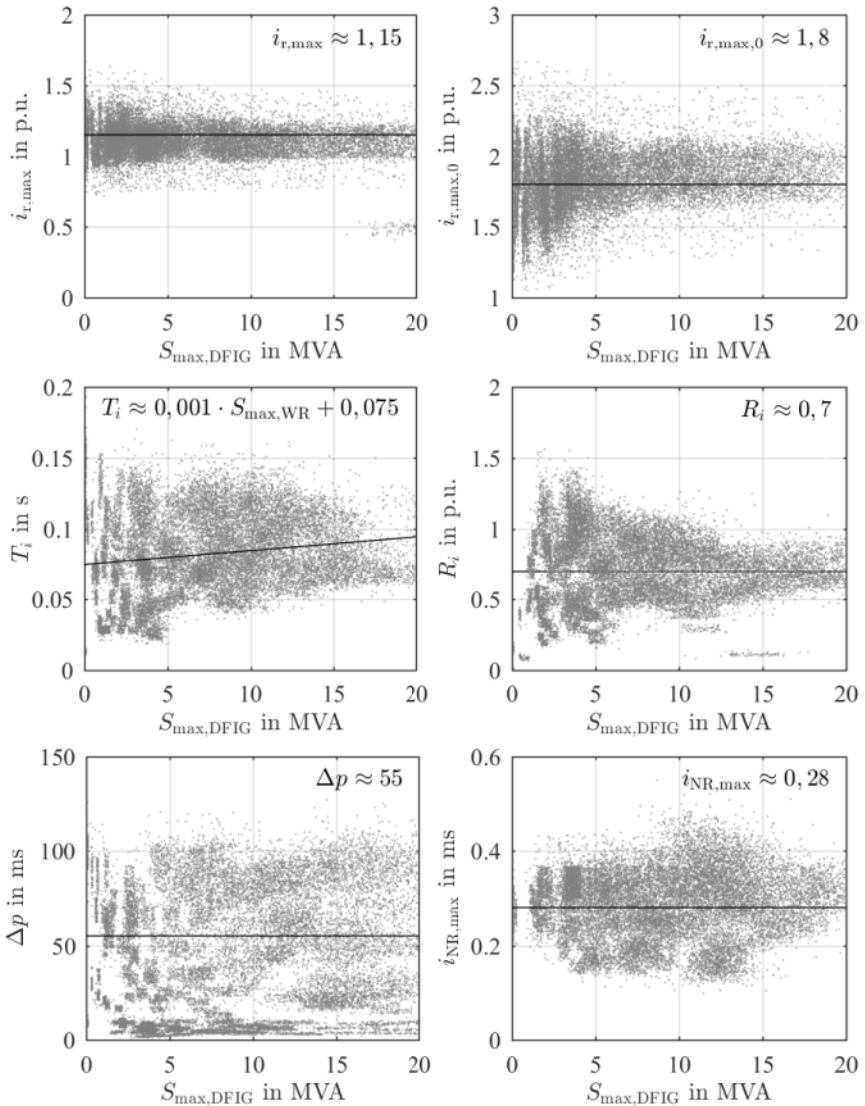 2
1.5
1
0.5
0
i_r,max in p.u.
i_r,max ≈ 1, 15
0 5 10 15 20
S_max,DFIG in MVA
3
2.5
2
1.5
1
i_r,max,0 in p.u.
i_r,max,0 ≈ 1, 8
0 5 10 15 20
S_max,DFIG in MVA
0.2
0.15
0.1
0.05
0
T_i in s
T_i ≈ 0, 001 · S_max,WR + 0, 075
0 5 10 15 20
S_max,DFIG in MVA
2
1.5
1
0.5
0
R_i in p.u.
R_i ≈ 0, 7
0 5 10 15 20
S_max,DFIG in MVA
150
100
50
0
Δp in ms
Δp ≈ 55
0 5 10 15 20
S_max,DFIG in MVA
0.6
0.4
0.2
0
i_NR,max in ms
i_NR,max ≈ 0, 28
0 5 10 15 20
S_max,DFIG in MVA